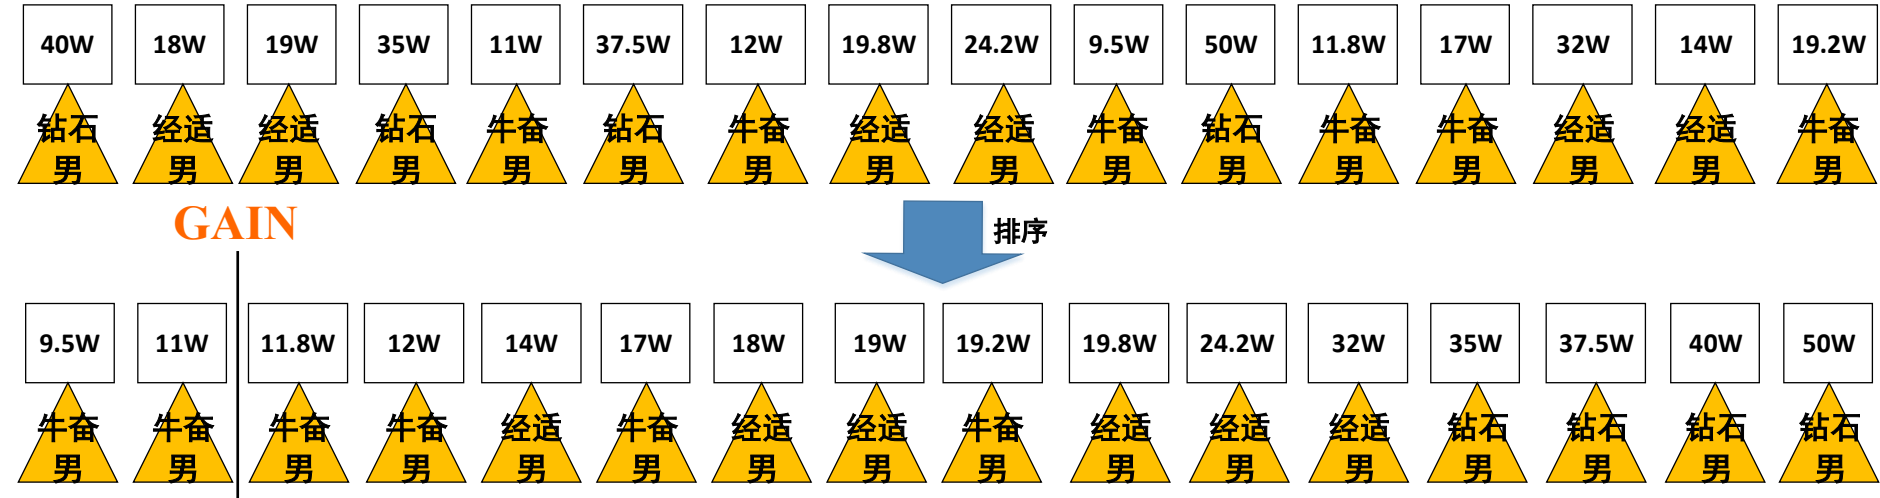 40W 18W 19W 35W 11W 37.5W 12W 19.8W 24.2W 9.5W 50W 11.8W 17W 32W 14W 19.2W
钻石 经适 经适 钻石 牛奋 钻石 牛奋 经适 经适 牛奋 钻石 牛奋 牛奋 经适 经适 牛奋
男 男 男 男 男 男 男 男 男 男 男 男 男 男 男 男
GAIN
排序
9.5W 11W 11.8W 12W 14W 17W 18W 19W 19.2W 19.8W 24.2W 32W 35W 37.5W 40W 50W
牛奋 牛奋 牛奋 牛奋 经适 牛奋 经适 经适 牛奋 经适 经适 经适 钻石 钻石 钻石 钻石
男 男 男 男 男 男 男 男 男 男 男 男 男 男 男 男